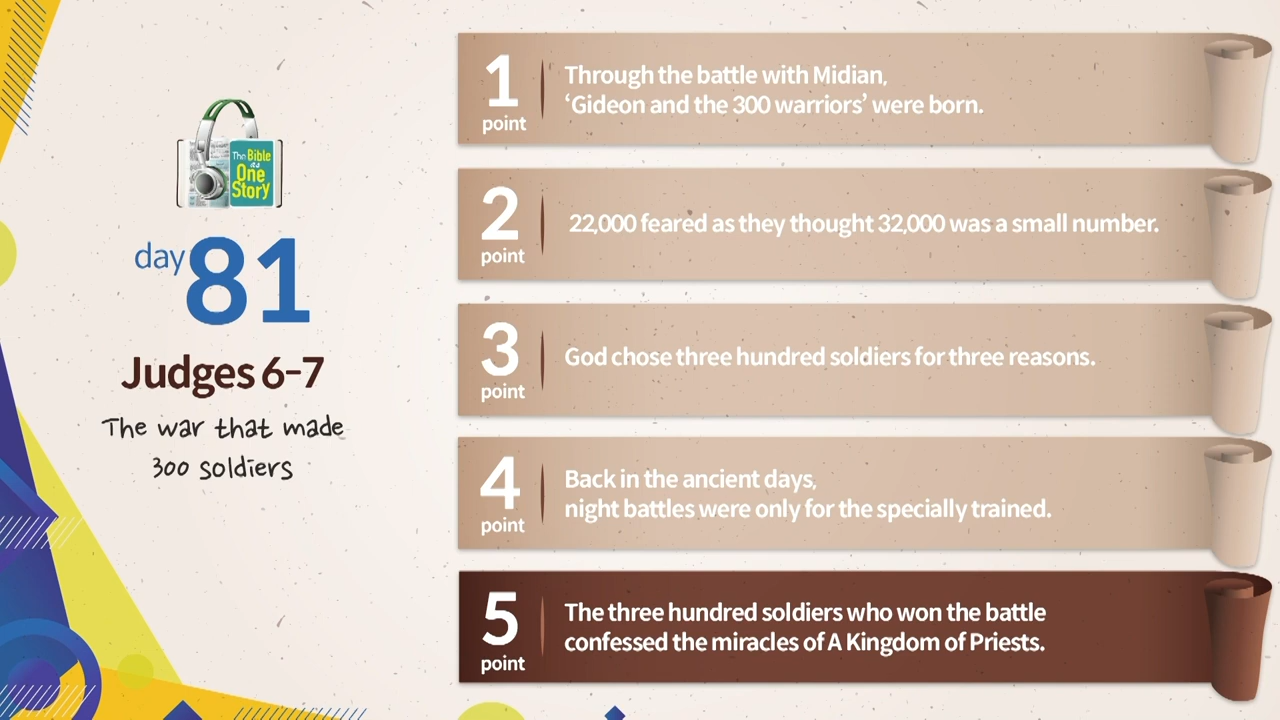 The Bible
as
One
Story
day 81
Judges 6-7
The war that made
300 soldiers
1
point
Through the battle with Midian,
‘Gideon and the 300 warriors’ were born.
2
point
22,000 feared as they thought 32,000 was a small number.
3
point
God chose three hundred soldiers for three reasons.
4
point
Back in the ancient days,
night battles were only for the specially trained.
5
point
The three hundred soldiers who won the battle
confessed the miracles of A Kingdom of Priests.